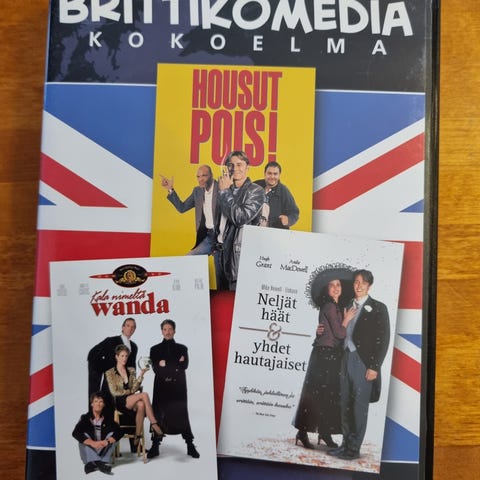 BRITTIKOMEDIA
KOKOELMA
HOUSUT
POIS!
Kala nimeltä
wanda
Hugh
Grant
Andie
MacDowell
Neljät
häät
&
yhdet
hautajaiset